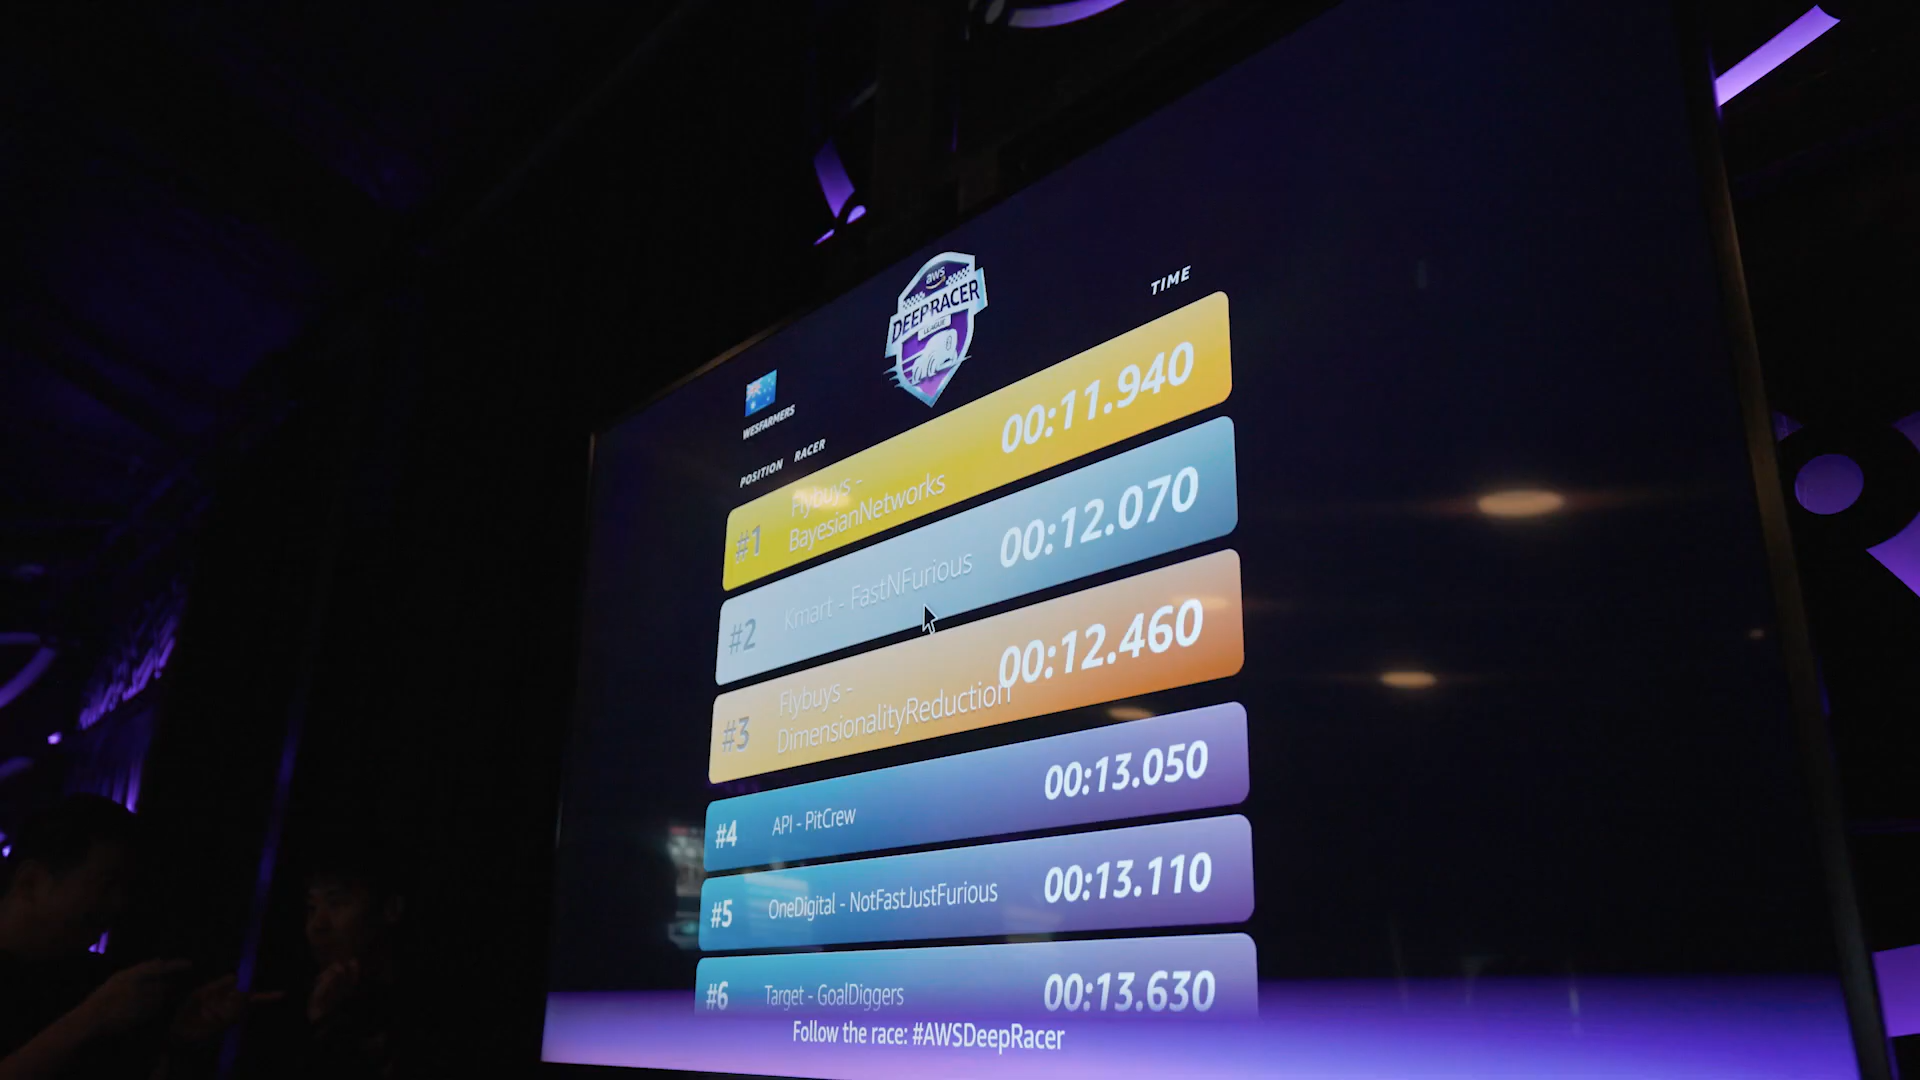 aws
DEEPRACER
LEAGUE
WESFARMERS
POSITION RACER TIME
#1 Flybuys -
BayesianNetworks 00:11.940
#2 Kmart - FastNFurious 00:12.070
#3 Flybuys -
DimensionalityReduction 00:12.460
#4 API - PitCrew 00:13.050
#5 OneDigital - NotFastJustFurious 00:13.110
#6 Target - GoalDiggers 00:13.630
Follow the race: #AWSDeepRacer